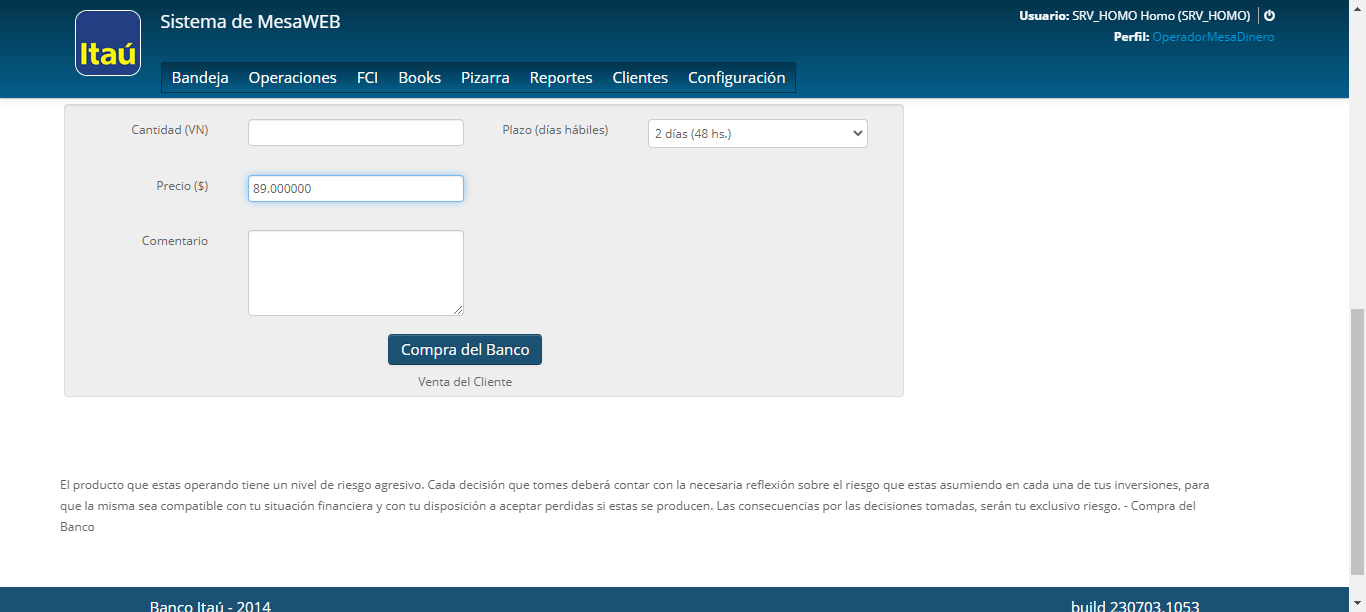 Itaú
Sistema de MesaWEB
Usuario: SRV_HOMO Homo (SRV_HOMO)
Perfil: OperadorMesaDinero
Bandeja Operaciones FCI Books Pizarra Reportes Clientes Configuración
Cantidad (VN)
Plazo (días hábiles) 2 días (48 hs.)
Precio ($) 89.000000
Comentario
Compra del Banco
Venta del Cliente
El producto que estas operando tiene un nivel de riesgo agresivo. Cada decisión que tomes deberá contar con la necesaria reflexión sobre el riesgo que estas asumiendo en cada una de tus inversiones, para
que la misma sea compatible con tu situación financiera y con tu disposición a aceptar perdidas si estas se producen. Las consecuencias por las decisiones tomadas, serán tu exclusivo riesgo. - Compra del
Banco
Banco Itaú - 2014
build 230703.1053